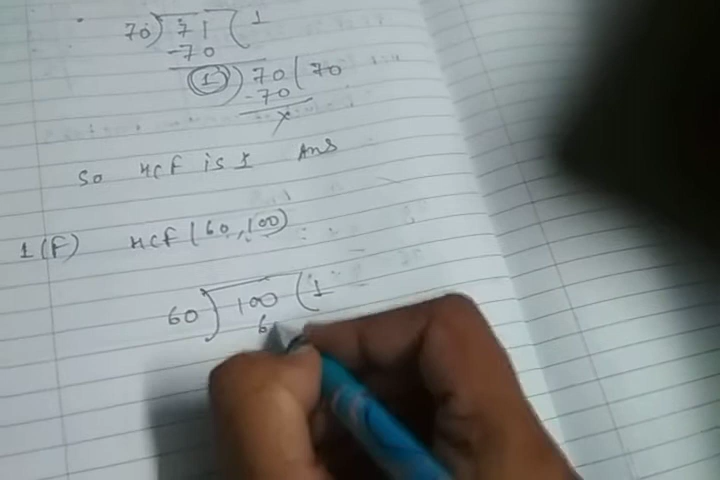 70) 71 ( 1
-70
1) 70 ( 70
-70
x
So HCF is 1 Ans
1(F) HCF (60,100)
60) 100 ( 1
6